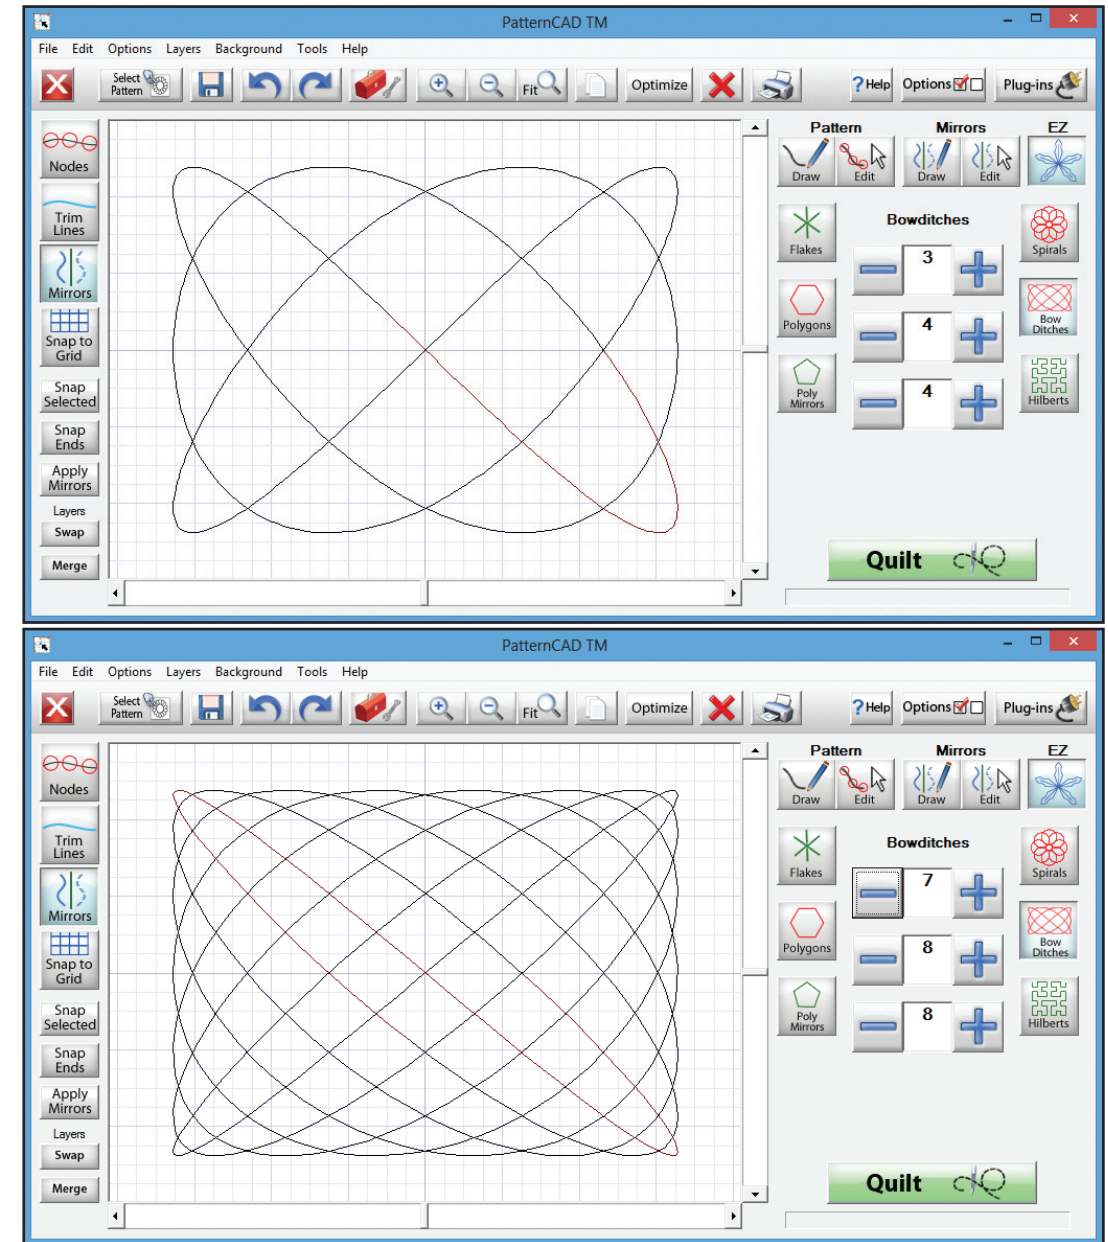 PatternCAD TM
File Edit Options Layers Background Tools Help
Select
Pattern
Fit
Optimize
? Help
Options
Plug-ins
Nodes
Trim
Lines
Mirrors
Snap to
Grid
Snap
Selected
Snap
Ends
Apply
Mirrors
Layers
Swap
Merge
Pattern Mirrors EZ
Draw Edit Draw Edit
Bowditches
Flakes
3
Spirals
Polygons
4
Bow
Ditches
Poly
Mirrors
4
Hilberts
Quilt
PatternCAD TM
File Edit Options Layers Background Tools Help
Select
Pattern
Fit
Optimize
? Help
Options
Plug-ins
Nodes
Trim
Lines
Mirrors
Snap to
Grid
Snap
Selected
Snap
Ends
Apply
Mirrors
Layers
Swap
Merge
Pattern Mirrors EZ
Draw Edit Draw Edit
Bowditches
Flakes
7
Spirals
Polygons
8
Bow
Ditches
Poly
Mirrors
8
Hilberts
Quilt